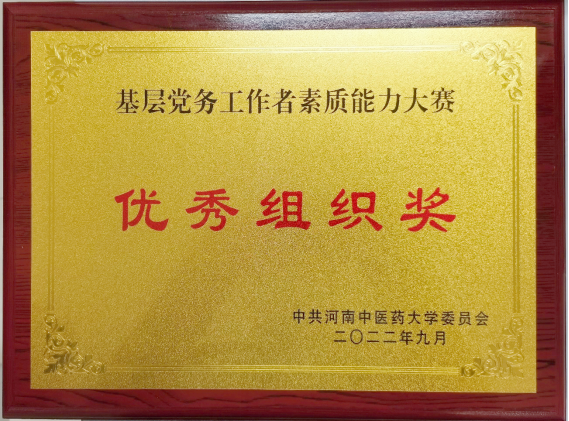 基层党务工作者素质能力大赛
优秀组织奖
中共河南中医药大学委员会
二〇二二年九月